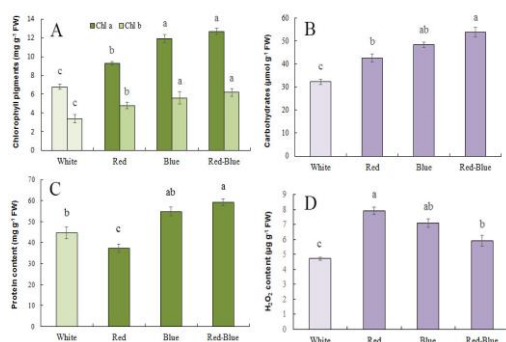 A
Chl a Chl b
Chlorophyll pigments (mg g⁻¹ FW)
14
12
10
8
6
4
2
0
c
c
b
b
a
a
a
a
White Red Blue Red-Blue
B
Carbohydrates (µmol g⁻¹ FW)
60
50
40
30
20
10
0
c
b
ab
a
White Red Blue Red-Blue
C
Protein content (mg g⁻¹ FW)
70
60
50
40
30
20
10
0
b
c
ab
a
White Red Blue Red-Blue
D
H₂O₂ content (µg g⁻¹ FW)
9
8
7
6
5
4
3
2
1
0
c
a
ab
b
White Red Blue Red-Blue